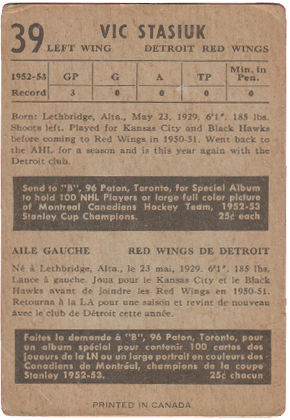 39 VIC STASIUK
LEFT WING DETROIT RED WINGS
1952-53 GP G A TP Min. in Pen.
Record 3 0 0 0 0
Born: Lethbridge, Alta., May 23, 1929. 6'1". 185 lbs.
Shoots left. Played for Kansas City and Black Hawks
before coming to Red Wings in 1950-51. Went back
to the AHL for a season and is this year again with the
Detroit club.
Send to "B", 96 Paton, Toronto, for Special Album
to hold 100 NHL Players or large full color picture
of Montreal Canadiens Hockey Team, 1952-53
Stanley Cup Champions. 25¢ each
AILE GAUCHE RED WINGS DE DETROIT
Né à Lethbridge, Alta., le 23 mai, 1929. 6'1". 185 lbs.
Lance à gauche. Joua pour le Kansas City et le Black
Hawks avant de joindre les Red Wings en 1950-51.
Retourna à la LA pour une saison et revint de nouveau
avec le club de Détroit cette année.
Faites la demande à "B", 96 Paton, Toronto, pour
un album spécial pour contenir 100 cartes des
Joueurs de la LN ou un large portrait en couleurs des
Canadiens de Montréal, champions de la coupe
Stanley 1952-53. 25¢ chacun
PRINTED IN CANADA